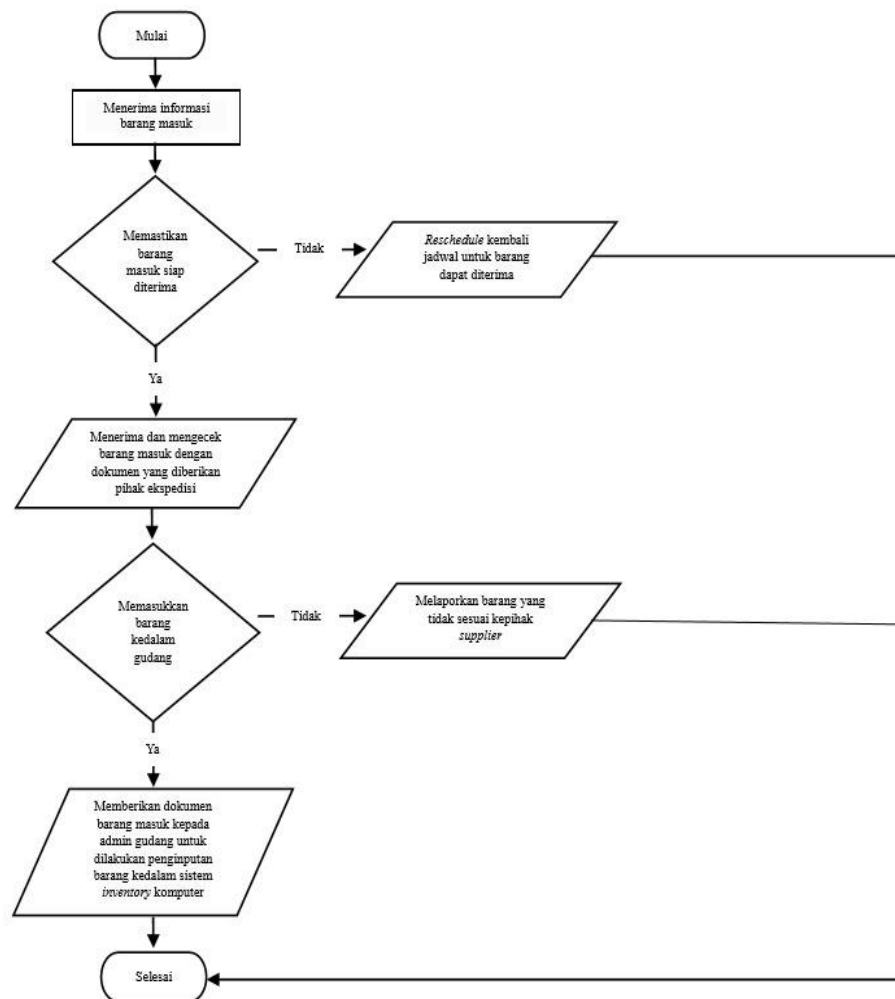 Mulai
Menerima informasi
barang masuk
Memastikan
barang
masuk siap
diterima
Tidak
Reschedule kembali
jadwal untuk barang
dapat diterima
Ya
Menerima dan mengecek
barang masuk dengan
dokumen yang diberikan
pihak ekspedisi
Memasukkan
barang
kedalam
gudang
Tidak
Melaporkan barang yang
tidak sesuai kepihak
supplier
Ya
Memberikan dokumen
barang masuk kepada
admin gudang untuk
dilakukan penginputan
barang kedalam sistem
inventory komputer
Selesai